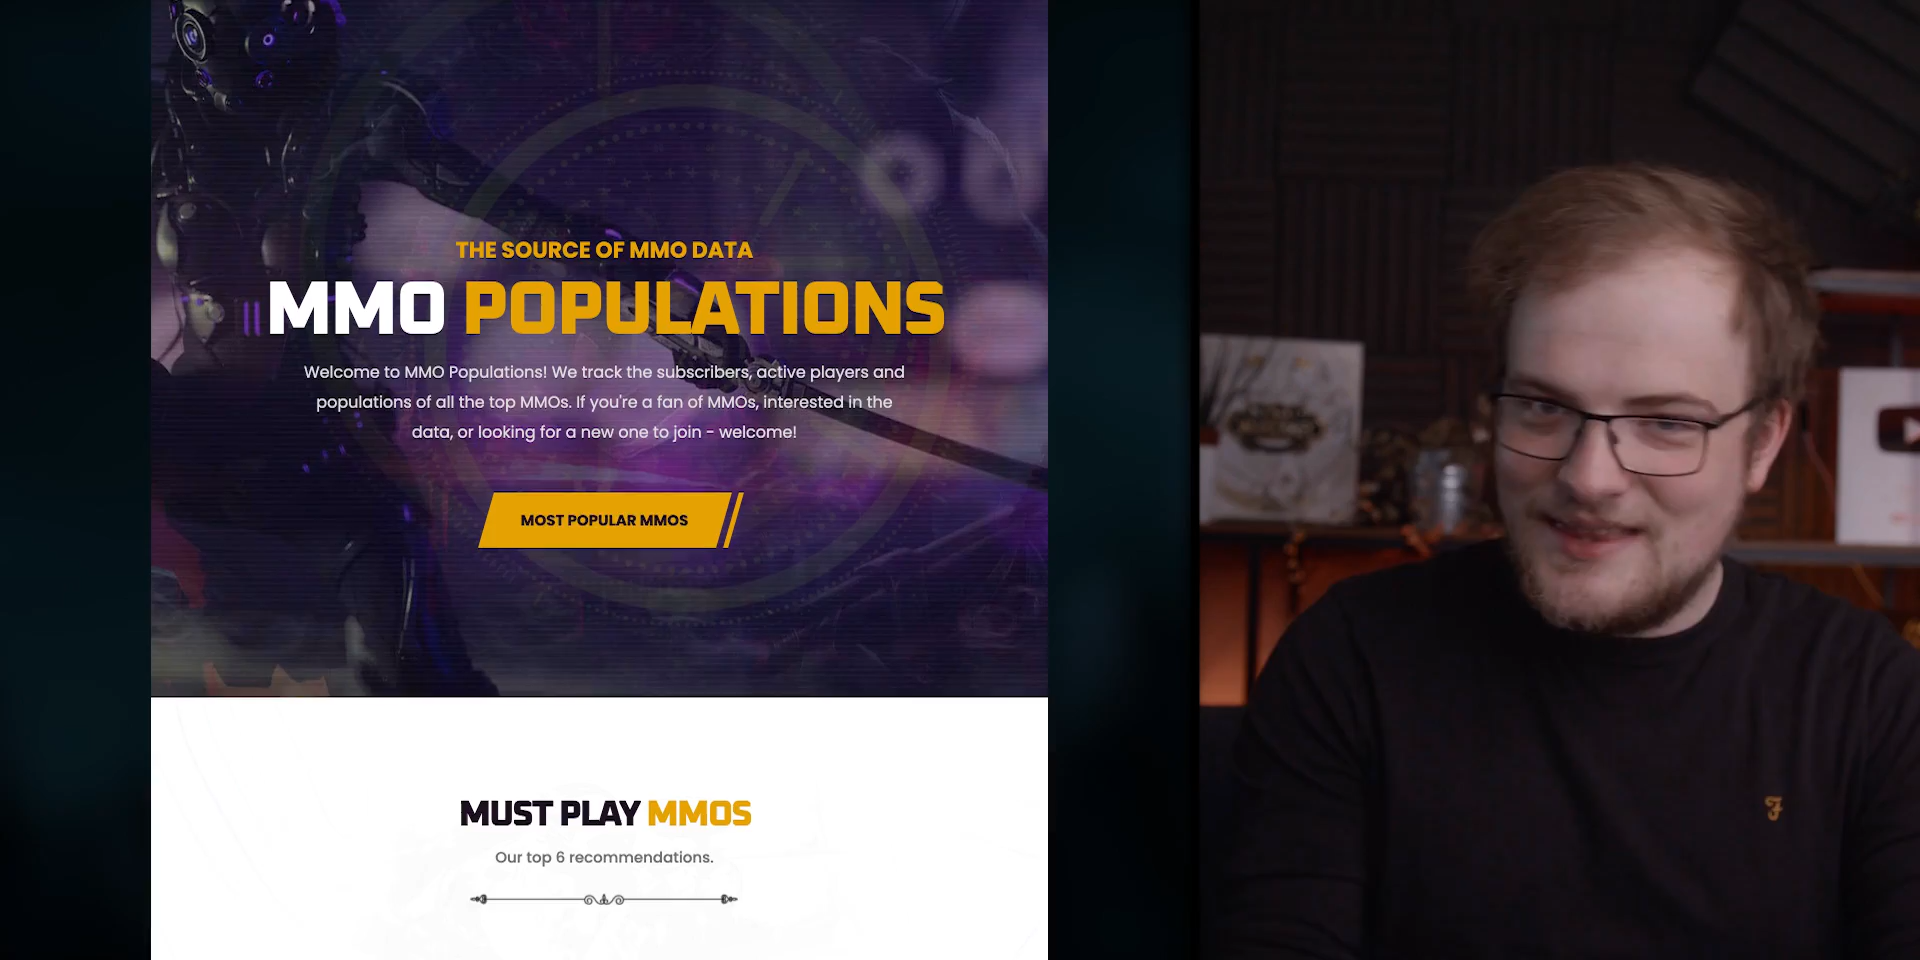 THE SOURCE OF MMO DATA
MMO POPULATIONS
Welcome to MMO Populations! We track the subscribers, active players and
populations of all the top MMOs. If you're a fan of MMOs, interested in the
data, or looking for a new one to join - welcome!
MOST POPULAR MMOS
MUST PLAY MMOS
Our top 6 recommendations.